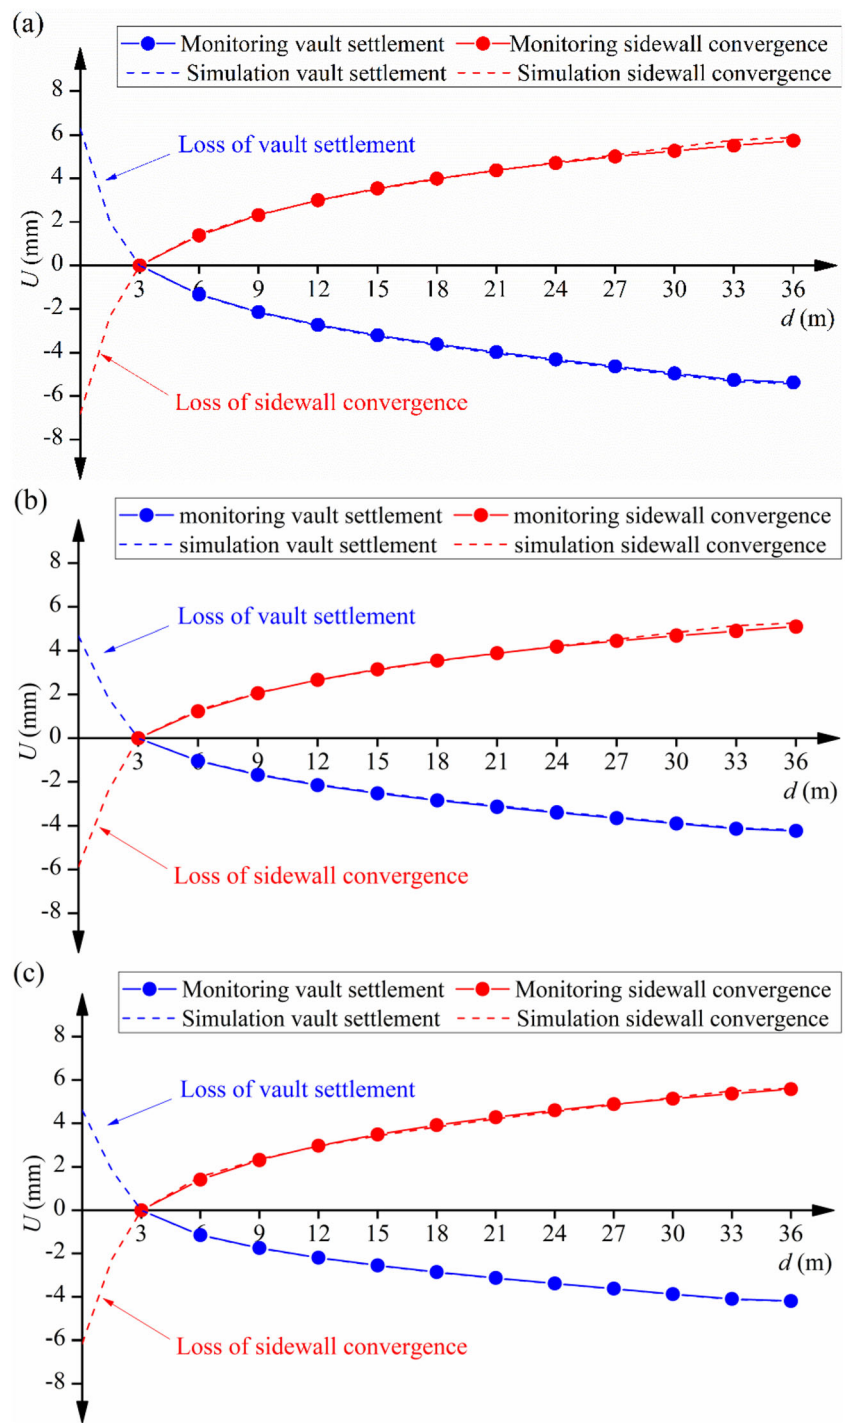 (a)
Monitoring vault settlement Monitoring sidewall convergence
Simulation vault settlement Simulation sidewall convergence
8
6
Loss of vault settlement
4
2
U (mm)
0
3 6 9 12 15 18 21 24 27 30 33 36
-2
d (m)
-4
-6
Loss of sidewall convergence
-8
(b)
monitoring vault settlement monitoring sidewall convergence
simulation vault settlement simulation sidewall convergence
8
6
Loss of vault settlement
4
2
U (mm)
0
3 6 9 12 15 18 21 24 27 30 33 36
-2
d (m)
-4
-6
Loss of sidewall convergence
-8
(c)
Monitoring vault settlement Monitoring sidewall convergence
Simulation vault settlement Simulation sidewall convergence
8
6
Loss of vault settlement
4
2
U (mm)
0
3 6 9 12 15 18 21 24 27 30 33 36
-2
d (m)
-4
-6
Loss of sidewall convergence
-8